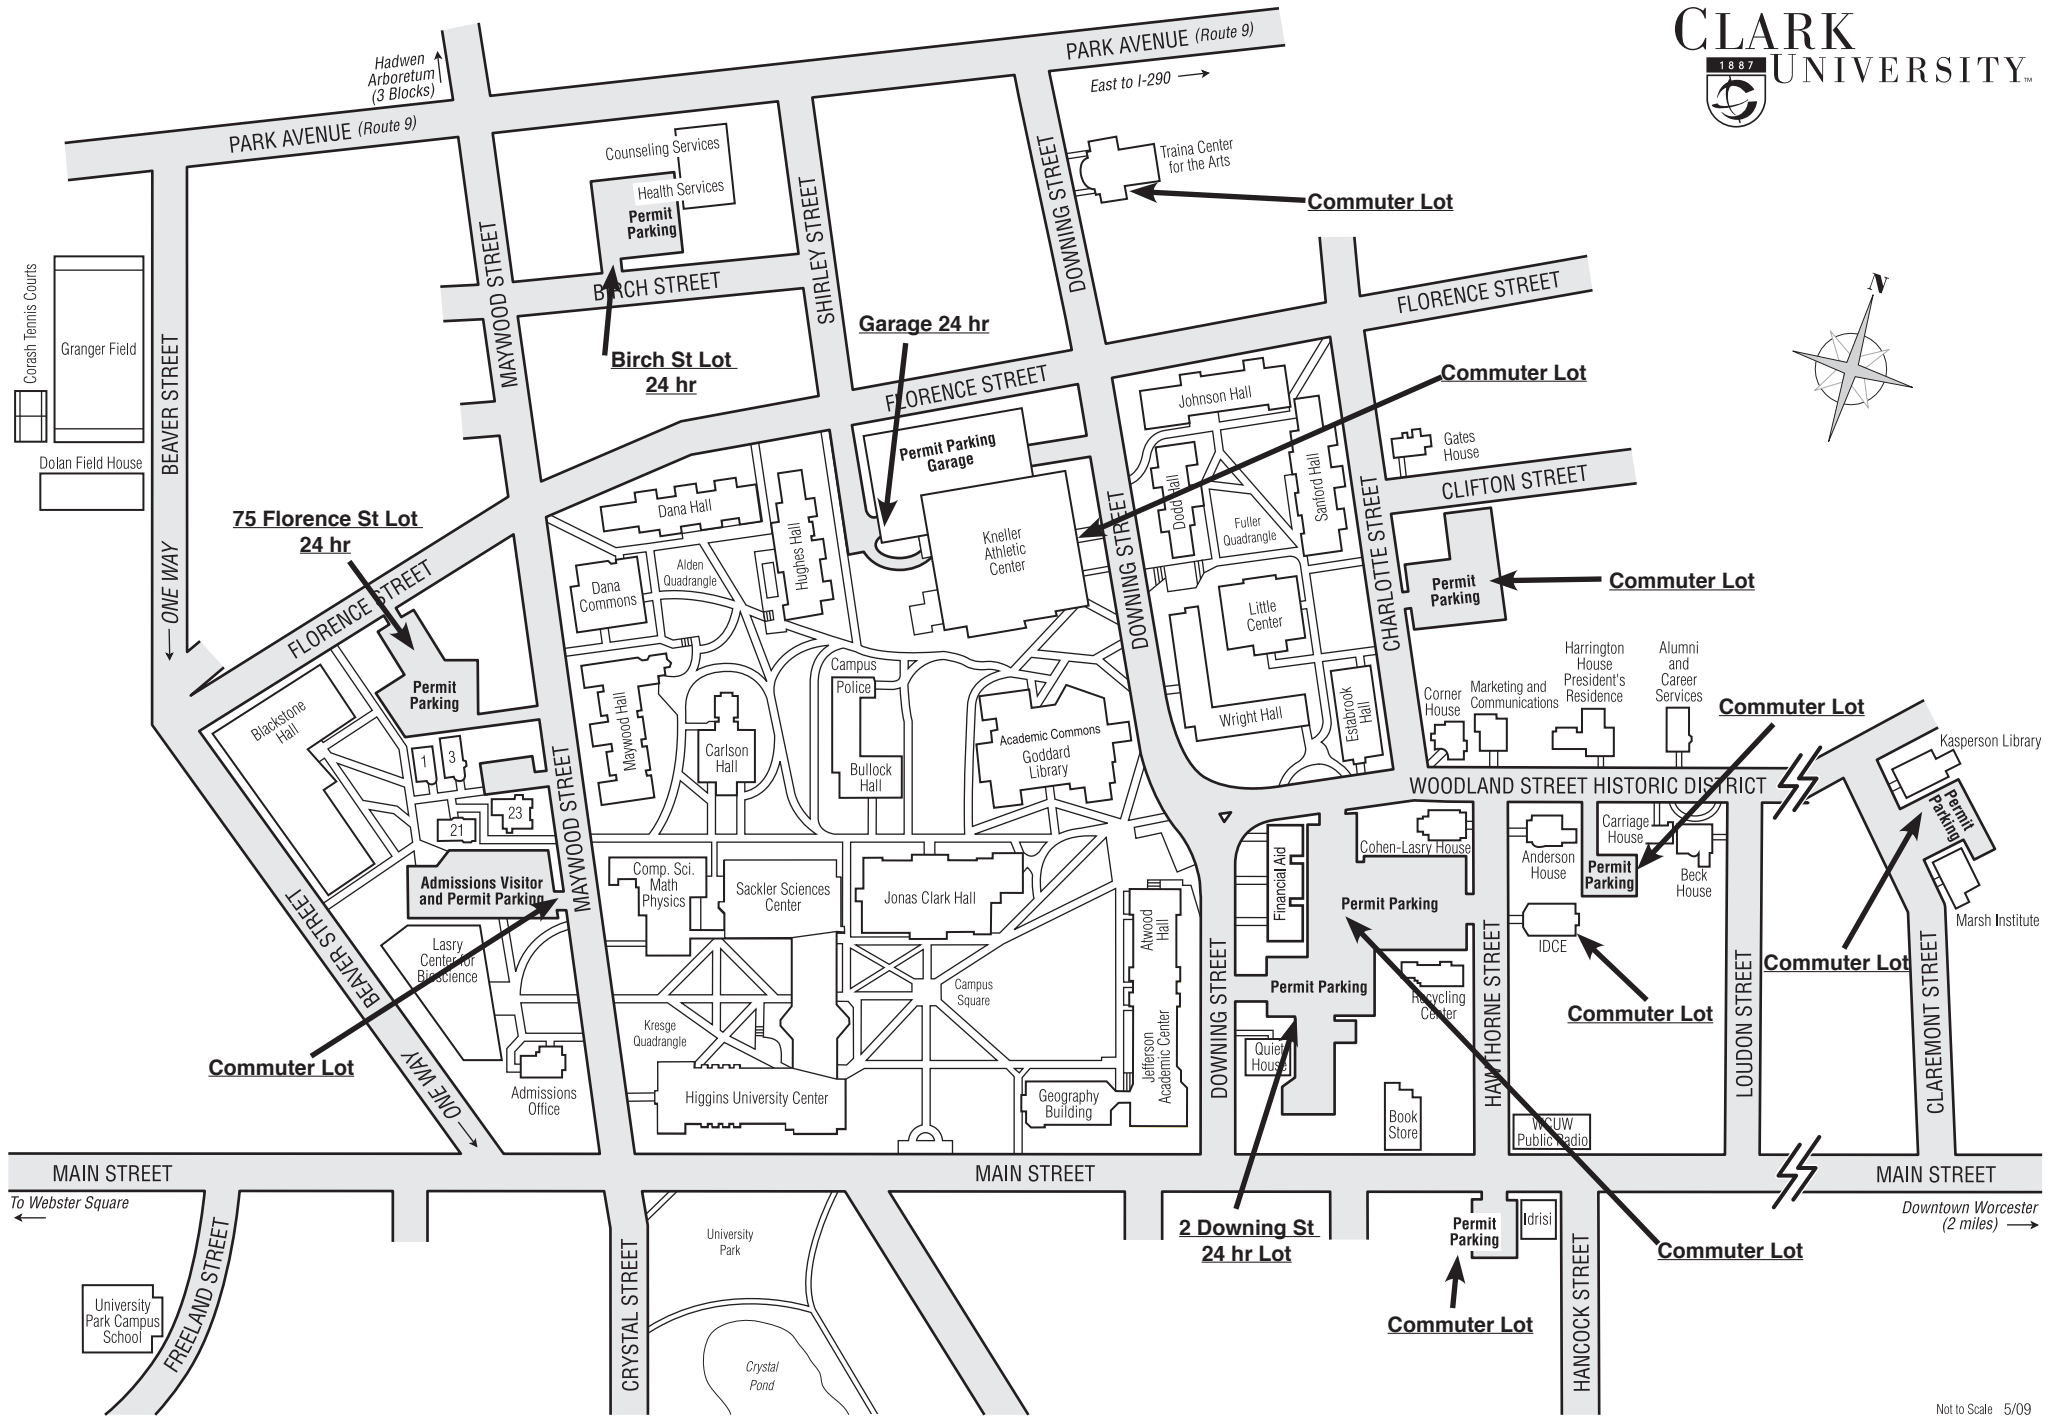 CLARK
1887
UNIVERSITY™
Hadwen
Arboretum
(3 Blocks)
PARK AVENUE (Route 9)
PARK AVENUE (Route 9)
East to I-290
Counseling Services
Health Services
Permit
Parking
Traina Center
for the Arts
Commuter Lot
MAYWOOD STREET
SHIRLEY STREET
DOWNING STREET
BIRCH STREET
FLORENCE STREET
N
Corash Tennis Courts
Granger Field
BEAVER STREET
Dolan Field House
ONE WAY
Birch St Lot
24 hr
Garage 24 hr
FLORENCE STREET
Commuter Lot
Johnson Hall
Permit Parking
Garage
Gates
House
CLIFTON STREET
75 Florence St Lot
24 hr
Dana Hall
Hughes Hall
Kneller
Athletic
Center
DOWNING STREET
Dodd Hall
Fuller
Quadrangle
Sanford Hall
CHARLOTTE STREET
Permit
Parking
Commuter Lot
FLORENCE STREET
Dana
Commons
Alden
Quadrangle
Little
Center
Permit
Parking
Blackstone
Hall
Maywood Hall
Carlson
Hall
Campus
Police
Bullock
Hall
Academic Commons
Goddard
Library
Wright Hall
Estabrook
Hall
Corner
House
Marketing and
Communications
Harrington
House
President's
Residence
Alumni
and
Career
Services
Commuter Lot
Kasperson Library
1
3
23
21
MAYWOOD STREET
WOODLAND STREET HISTORIC DISTRICT
Permit
Parking
Admissions Visitor
and Permit Parking
Comp. Sci.
Math
Physics
Sackler Sciences
Center
Jonas Clark Hall
Atwood
Hall
Financial Aid
Cohen-Lasry House
Permit Parking
Anderson
House
Carriage
House
Permit
Parking
Beck
House
Marsh Institute
BEAVER STREET
Lasry
Center for
Bioscience
Campus
Square
Permit Parking
Recycling
Center
IDCE
Commuter Lot
Commuter Lot
Kresge
Quadrangle
DOWNING STREET
HAWTHORNE STREET
LOUDON STREET
CLAREMONT STREET
Commuter Lot
ONE WAY
Admissions
Office
Higgins University Center
Geography
Building
Jefferson
Academic Center
Quiet
House
Book
Store
WCUW
Public Radio
MAIN STREET
MAIN STREET
MAIN STREET
To Webster Square
Downtown Worcester
(2 miles)
University
Park
2 Downing St
24 hr Lot
Permit
Parking
Idrisi
Commuter Lot
Commuter Lot
FREELAND STREET
University
Park Campus
School
CRYSTAL STREET
Crystal
Pond
HANCOCK STREET
Not to Scale 5/09